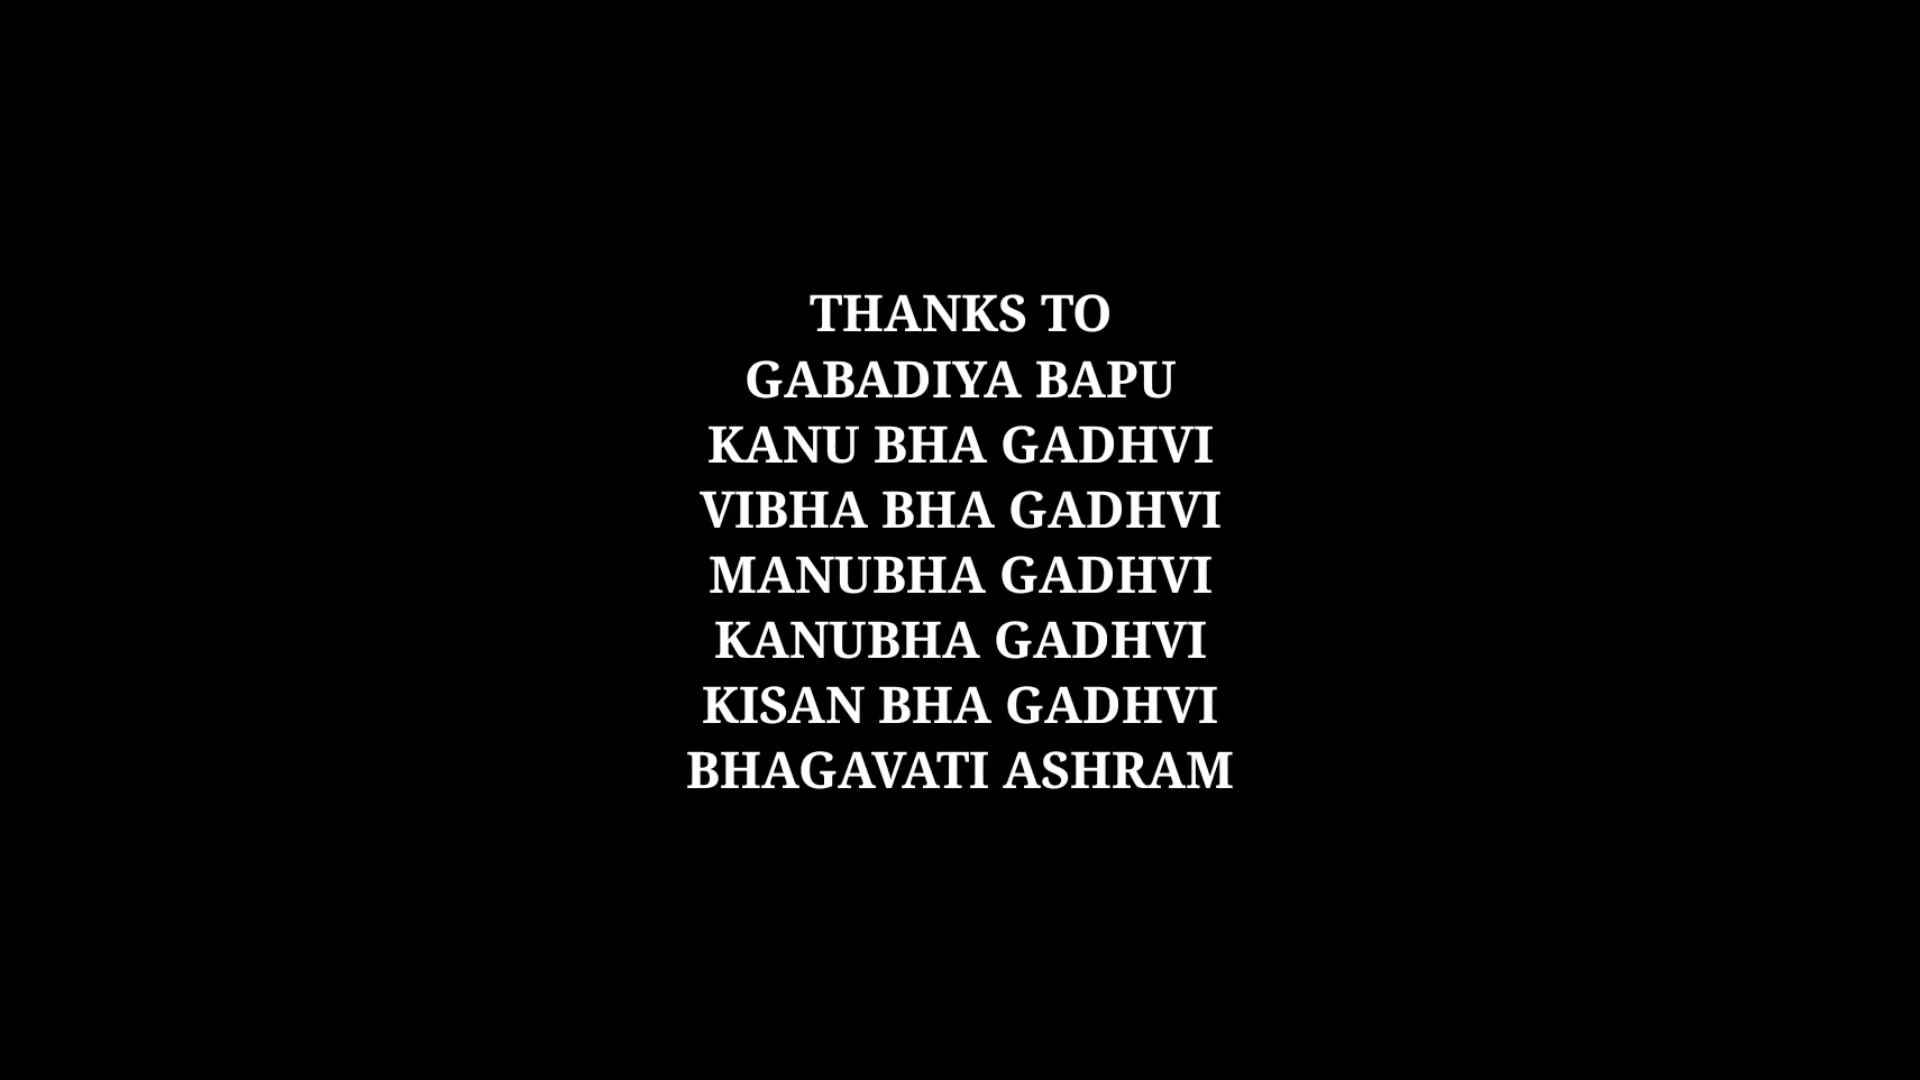 THANKS TO
GABADIYA BAPU
KANU BHA GADHVI
VIBHA BHA GADHVI
MANUBHA GADHVI
KANUBHA GADHVI
KISAN BHA GADHVI
BHAGAVATI ASHRAM